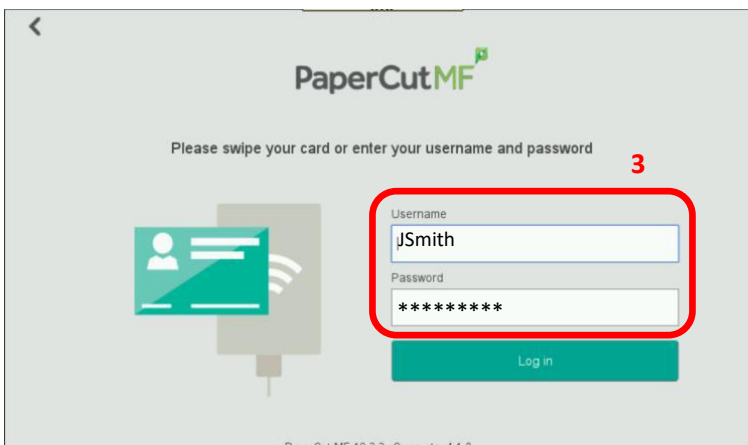 PaperCutMF
Please swipe your card or enter your username and password
3
Username
JSmith
Password
*********
Log in